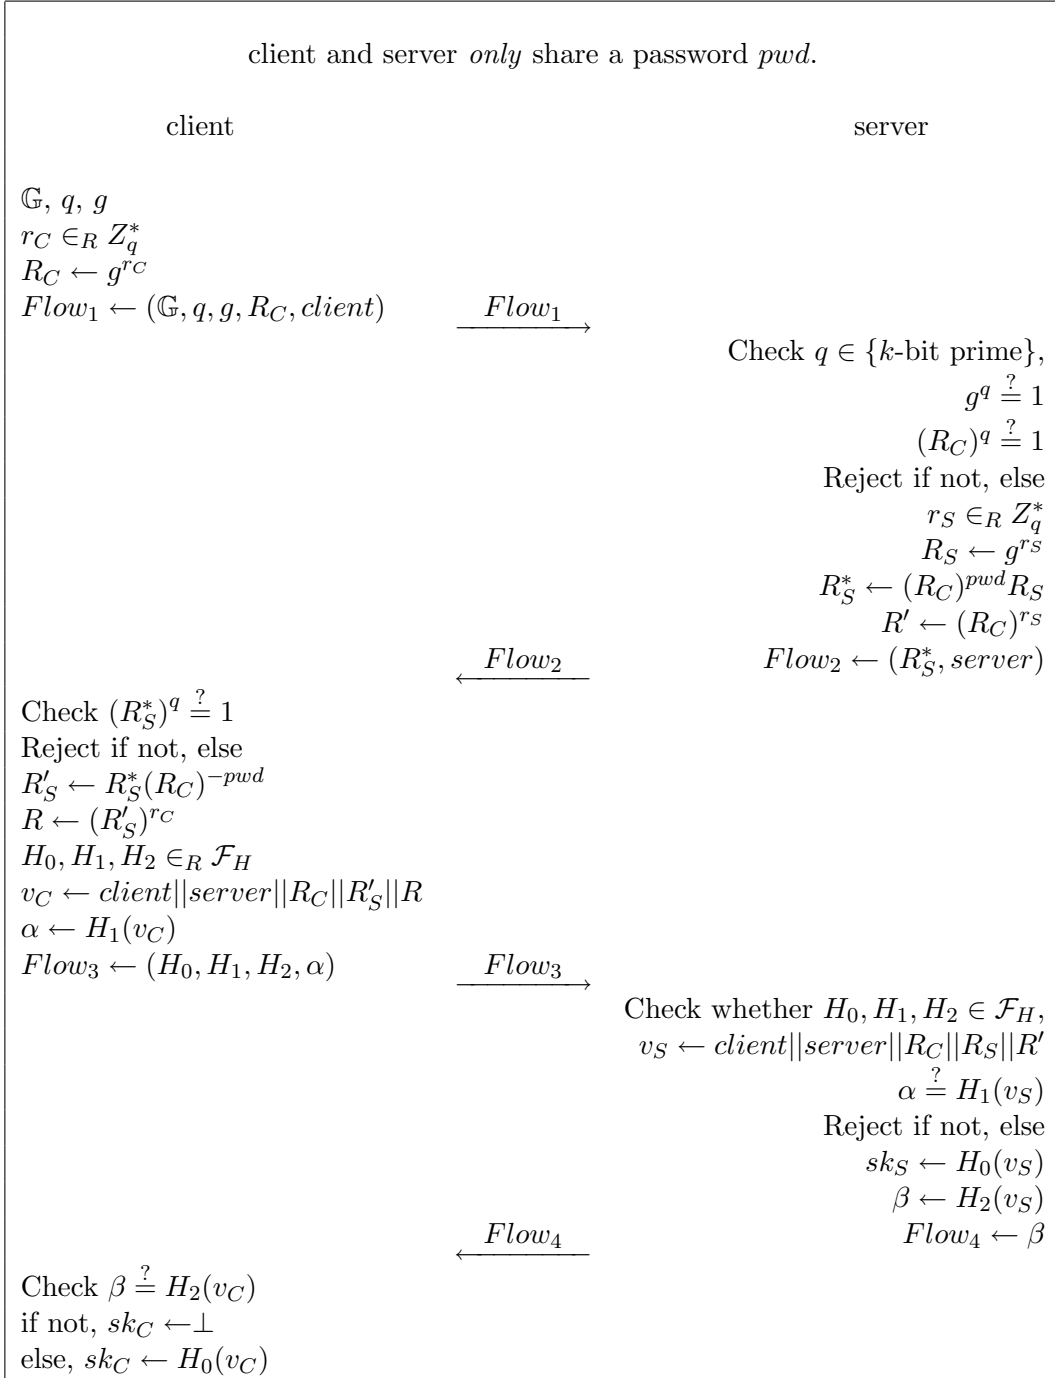 client and server only share a password pwd.
client server
𝔾, q, g
r_C ∈_R Z_q^*
R_C ← g^{r_C}
Flow_1 ← (𝔾, q, g, R_C, client) Flow_1
Check q ∈ {k-bit prime},
g^q ≟ 1
(R_C)^q ≟ 1
Reject if not, else
r_S ∈_R Z_q^*
R_S ← g^{r_S}
R_S^* ← (R_C)^{pwd} R_S
R' ← (R_C)^{r_S}
Flow_2 Flow_2 ← (R_S^*, server)
Check (R_S^*)^q ≟ 1
Reject if not, else
R'_S ← R_S^*(R_C)^{-pwd}
R ← (R'_S)^{r_C}
H_0, H_1, H_2 ∈_R ℱ_H
v_C ← client||server||R_C||R'_S||R
α ← H_1(v_C)
Flow_3 ← (H_0, H_1, H_2, α) Flow_3
Check whether H_0, H_1, H_2 ∈ ℱ_H,
v_S ← client||server||R_C||R_S||R'
α ≟ H_1(v_S)
Reject if not, else
sk_S ← H_0(v_S)
β ← H_2(v_S)
Flow_4 Flow_4 ← β
Check β ≟ H_2(v_C)
if not, sk_C ←⊥
else, sk_C ← H_0(v_C)